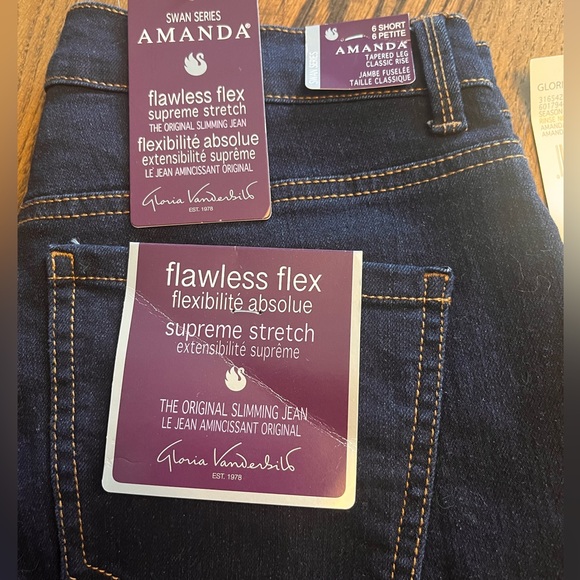 SWAN SERIES
AMANDA®
flawless flex
supreme stretch
THE ORIGINAL SLIMMING JEAN
flexibilité absolue
extensibilité suprême
LE JEAN AMINCISSANT ORIGINAL
Gloria Vanderbilt
EST. 1978
6 SHORT
6 PETITE
AMANDA®
TAPERED LEG
CLASSIC RISE
JAMBE FUSELÉE
TAILLE CLASSIQUE
SWAN SERIES
flawless flex
flexibilité absolue
supreme stretch
extensibilité suprême
THE ORIGINAL SLIMMING JEAN
LE JEAN AMINCISSANT ORIGINAL
Gloria Vanderbilt
EST. 1978
GLORI
SEASON
AMAND